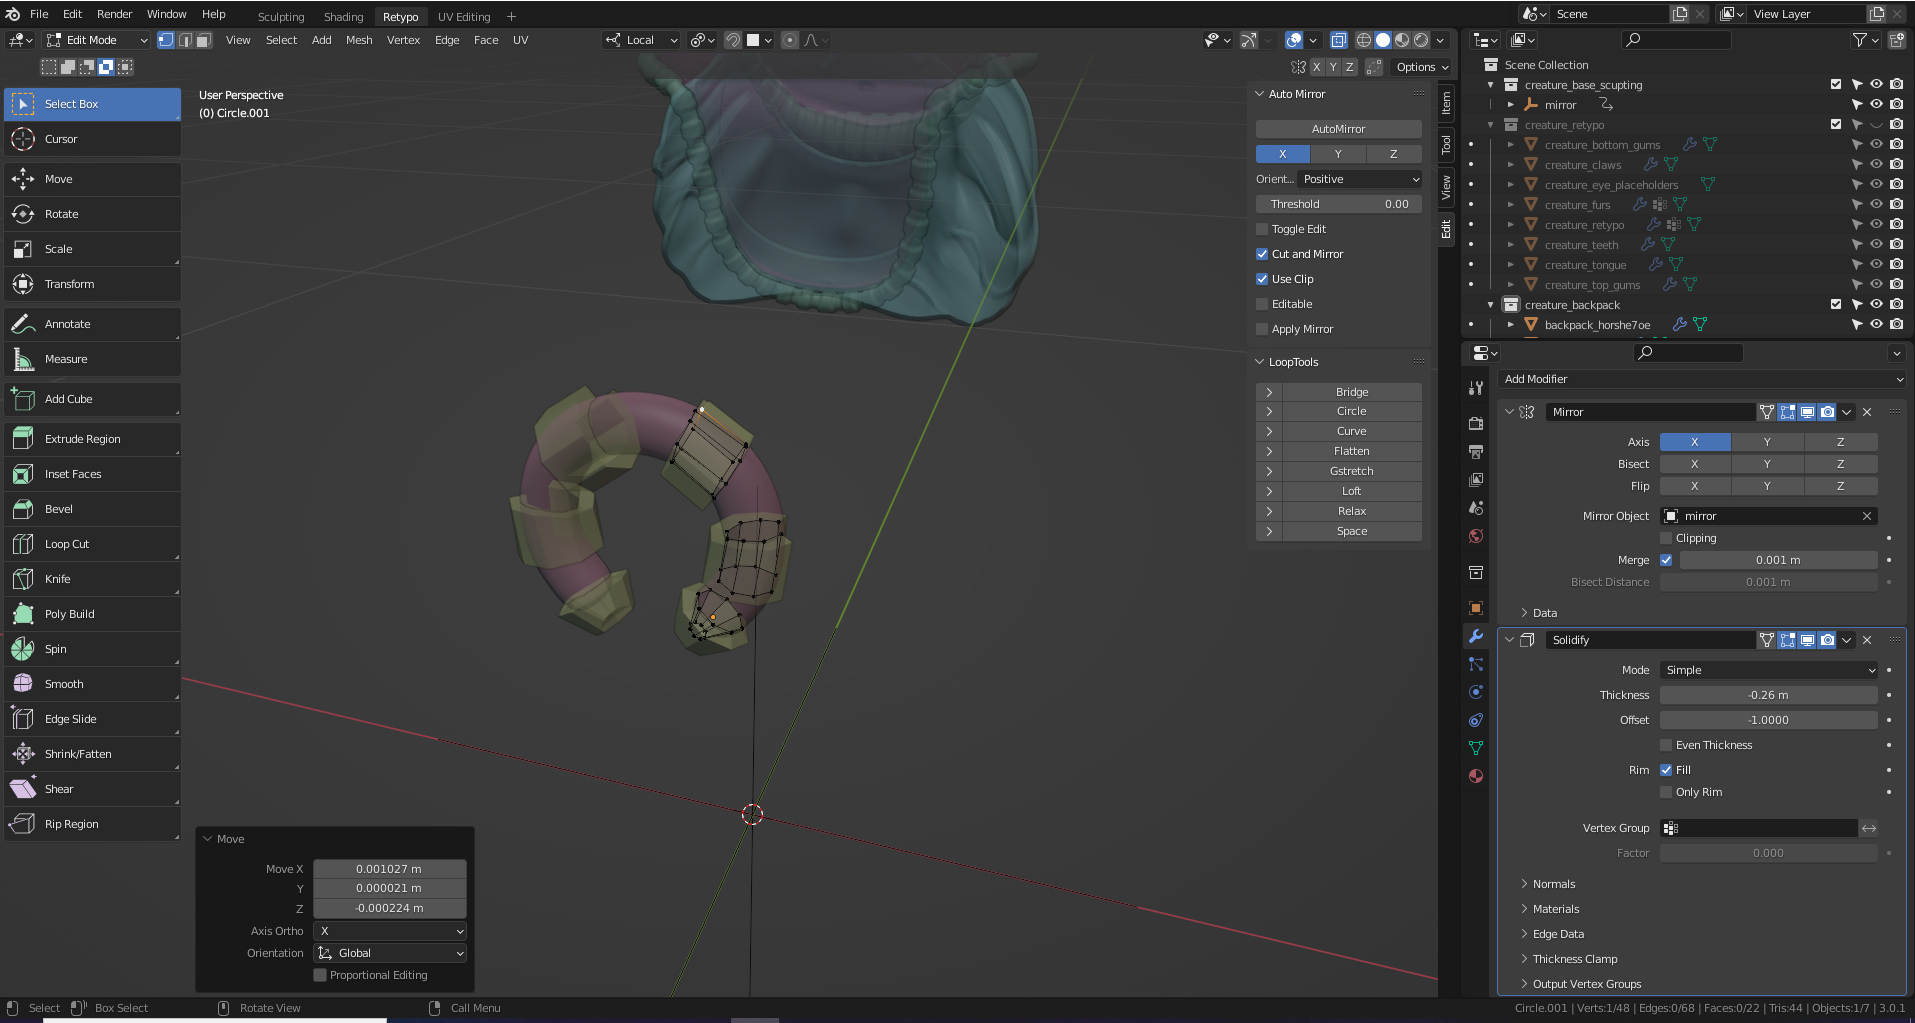 File Edit Render Window Help
Sculpting Shading Retypo UV Editing +
Scene
View Layer
Edit Mode
View Select Add Mesh Vertex Edge Face UV
Local
X Y Z
Options
Select Box
Cursor
Move
Rotate
Scale
Transform
Annotate
Measure
Add Cube
Extrude Region
Inset Faces
Bevel
Loop Cut
Knife
Poly Build
Spin
Smooth
Edge Slide
Shrink/Fatten
Shear
Rip Region
User Perspective
(0) Circle.001
Move
Move X 0.001027 m
Y 0.000021 m
Z -0.000224 m
Axis Ortho X
Orientation Global
Proportional Editing
Auto Mirror
AutoMirror
X Y Z
Orient... Positive
Threshold 0.00
Toggle Edit
Cut and Mirror
Use Clip
Editable
Apply Mirror
LoopTools
Bridge
Circle
Curve
Flatten
Gstretch
Loft
Relax
Space
Item
Tool
View
Edit
Scene Collection
creature_base_scupting
mirror
creature_retypo
creature_bottom_gums
creature_claws
creature_eye_placeholders
creature_furs
creature_retypo
creature_teeth
creature_tongue
creature_top_gums
creature_backpack
backpack_horshe7oe
Add Modifier
Mirror
Axis X Y Z
Bisect X Y Z
Flip X Y Z
Mirror Object mirror
Clipping
Merge 0.001 m
Bisect Distance 0.001 m
Data
Solidify
Mode Simple
Thickness -0.26 m
Offset -1.0000
Even Thickness
Rim Fill
Only Rim
Vertex Group
Factor 0.000
Normals
Materials
Edge Data
Thickness Clamp
Output Vertex Groups
Select Box Select Rotate View Call Menu
Circle.001 | Verts:1/48 | Edges:0/68 | Faces:0/22 | Tris:44 | Objects:1/7 | 3.0.1